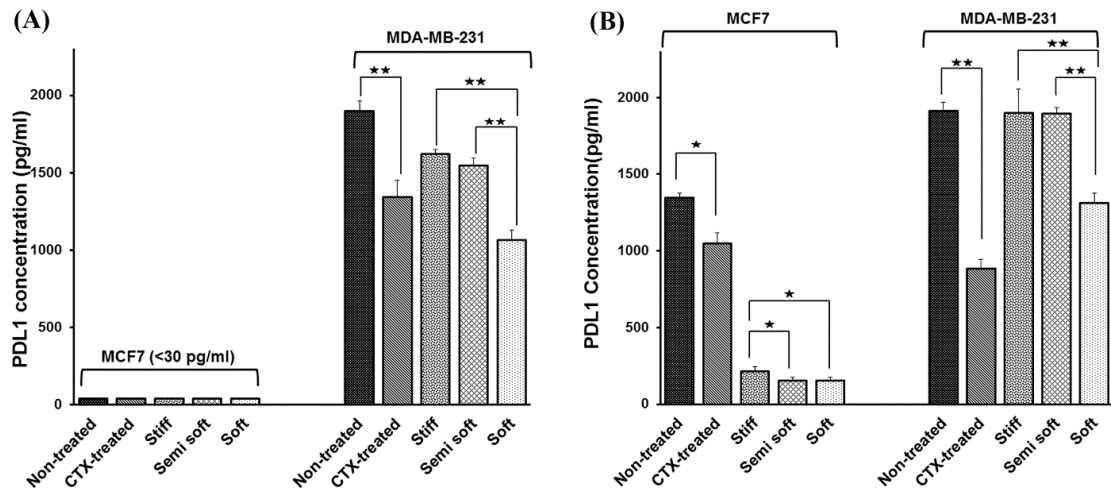 (A)
MDA-MB-231
★★
★★
★★
PDL1 concentration (pg/ml)
2000
1500
1000
500
0
MCF7 (<30 pg/ml)
Non-treated
CTX-treated
Stiff
Semi soft
Soft
Non-treated
CTX-treated
Stiff
Semi soft
Soft
(B)
MCF7
MDA-MB-231
★
★
★
★★
★★
★★
PDL1 Concentration(pg/ml)
2000
1500
1000
500
0
Non-treated
CTX-treated
Stiff
Semi soft
Soft
Non-treated
CTX-treated
Stiff
Semi soft
Soft